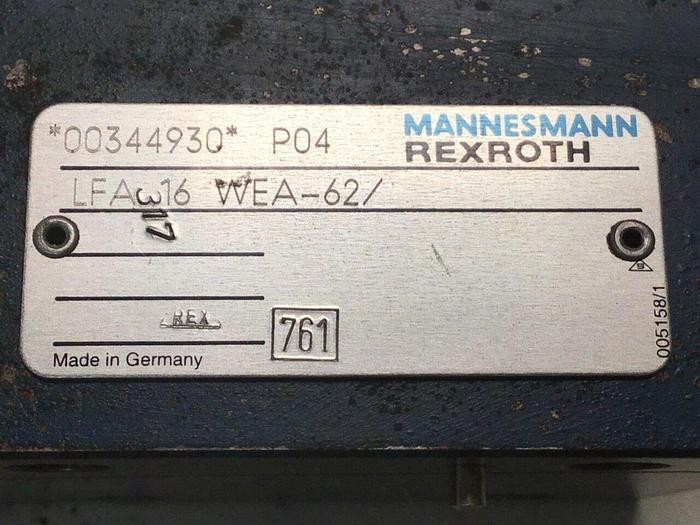 *00344930* P04
MANNESMANN
REXROTH
LFA 16 WEA-62/
317
REX
761
Made in Germany
005158/1